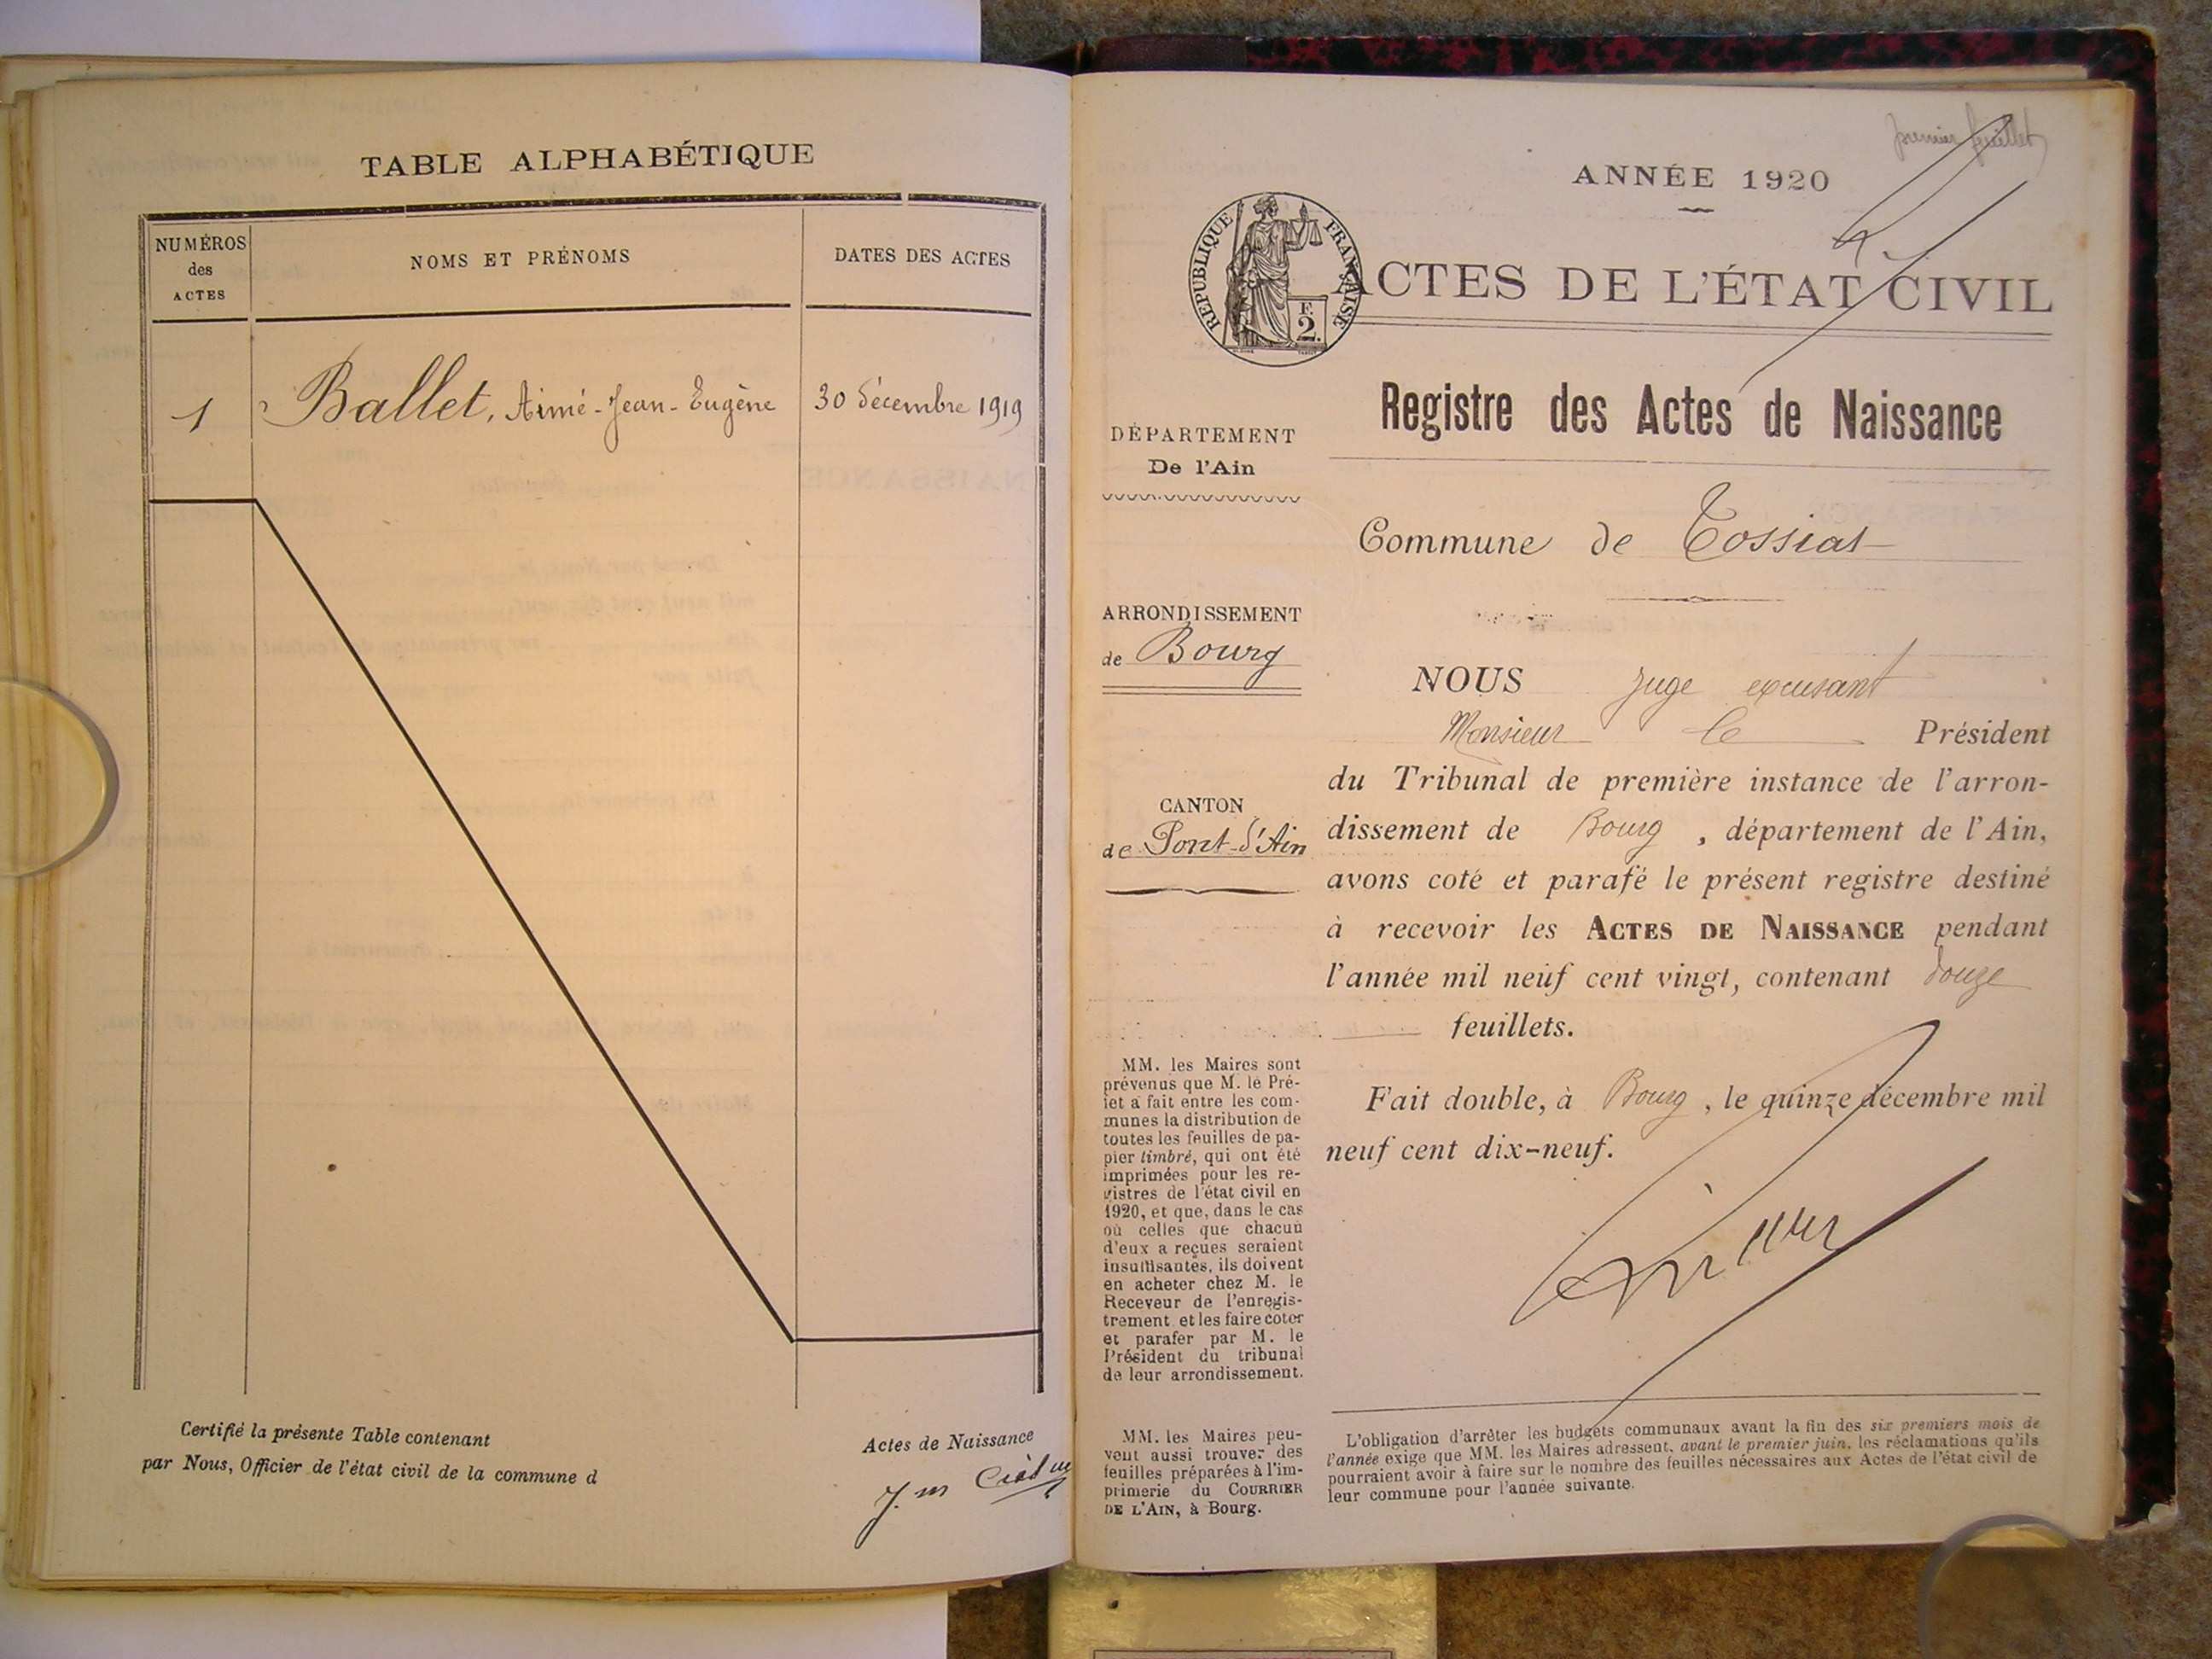 TABLE ALPHABÉTIQUE
NUMÉROS
des
ACTES
NOMS ET PRÉNOMS
DATES DES ACTES
1
Ballet, Aimé-Jean-Eugène
30 décembre 1919
Certifié la présente Table contenant
Actes de Naissance
par Nous, Officier de l'état civil de la commune d
premier feuillet
ANNÉE 1920
RÉPUBLIQUE FRANÇAISE
F.
2.
ACTES DE L'ÉTAT CIVIL
Registre des Actes de Naissance
DÉPARTEMENT
De l'Ain
Commune de Tossiat
ARRONDISSEMENT
de Bourg
CANTON
de Pont-d'Ain
NOUS juge excusant
Monsieur le Président
du Tribunal de première instance de l'arron-
dissement de Bourg, département de l'Ain,
avons coté et parafé le présent registre destiné
à recevoir les ACTES DE NAISSANCE pendant
l'année mil neuf cent vingt, contenant douze
feuillets.
Fait double, à Bourg, le quinze décembre mil
neuf cent dix-neuf.
MM. les Maires sont
prévenus que M. le Pré-
fet a fait entre les com-
munes la distribution de
toutes les feuilles de pa-
pier timbré, qui ont été
imprimées pour les re-
gistres de l'état civil en
1920, et que, dans le cas
où celles que chacun
d'eux a reçues seraient
insuffisantes, ils doivent
en acheter chez M. le
Receveur de l'enregis-
trement et les faire coter
et parafer par M. le
Président du tribunal
de leur arrondissement.
MM. les Maires peu-
vent aussi trouver des
feuilles préparées à l'im-
primerie du COURRIER
DE L'AIN, à Bourg.
L'obligation d'arrêter les budgets communaux avant la fin des six premiers mois de
l'année exige que MM. les Maires adressent, avant le premier juin, les réclamations qu'ils
pourraient avoir à faire sur le nombre des feuilles nécessaires aux Actes de l'état civil de
leur commune pour l'année suivante.